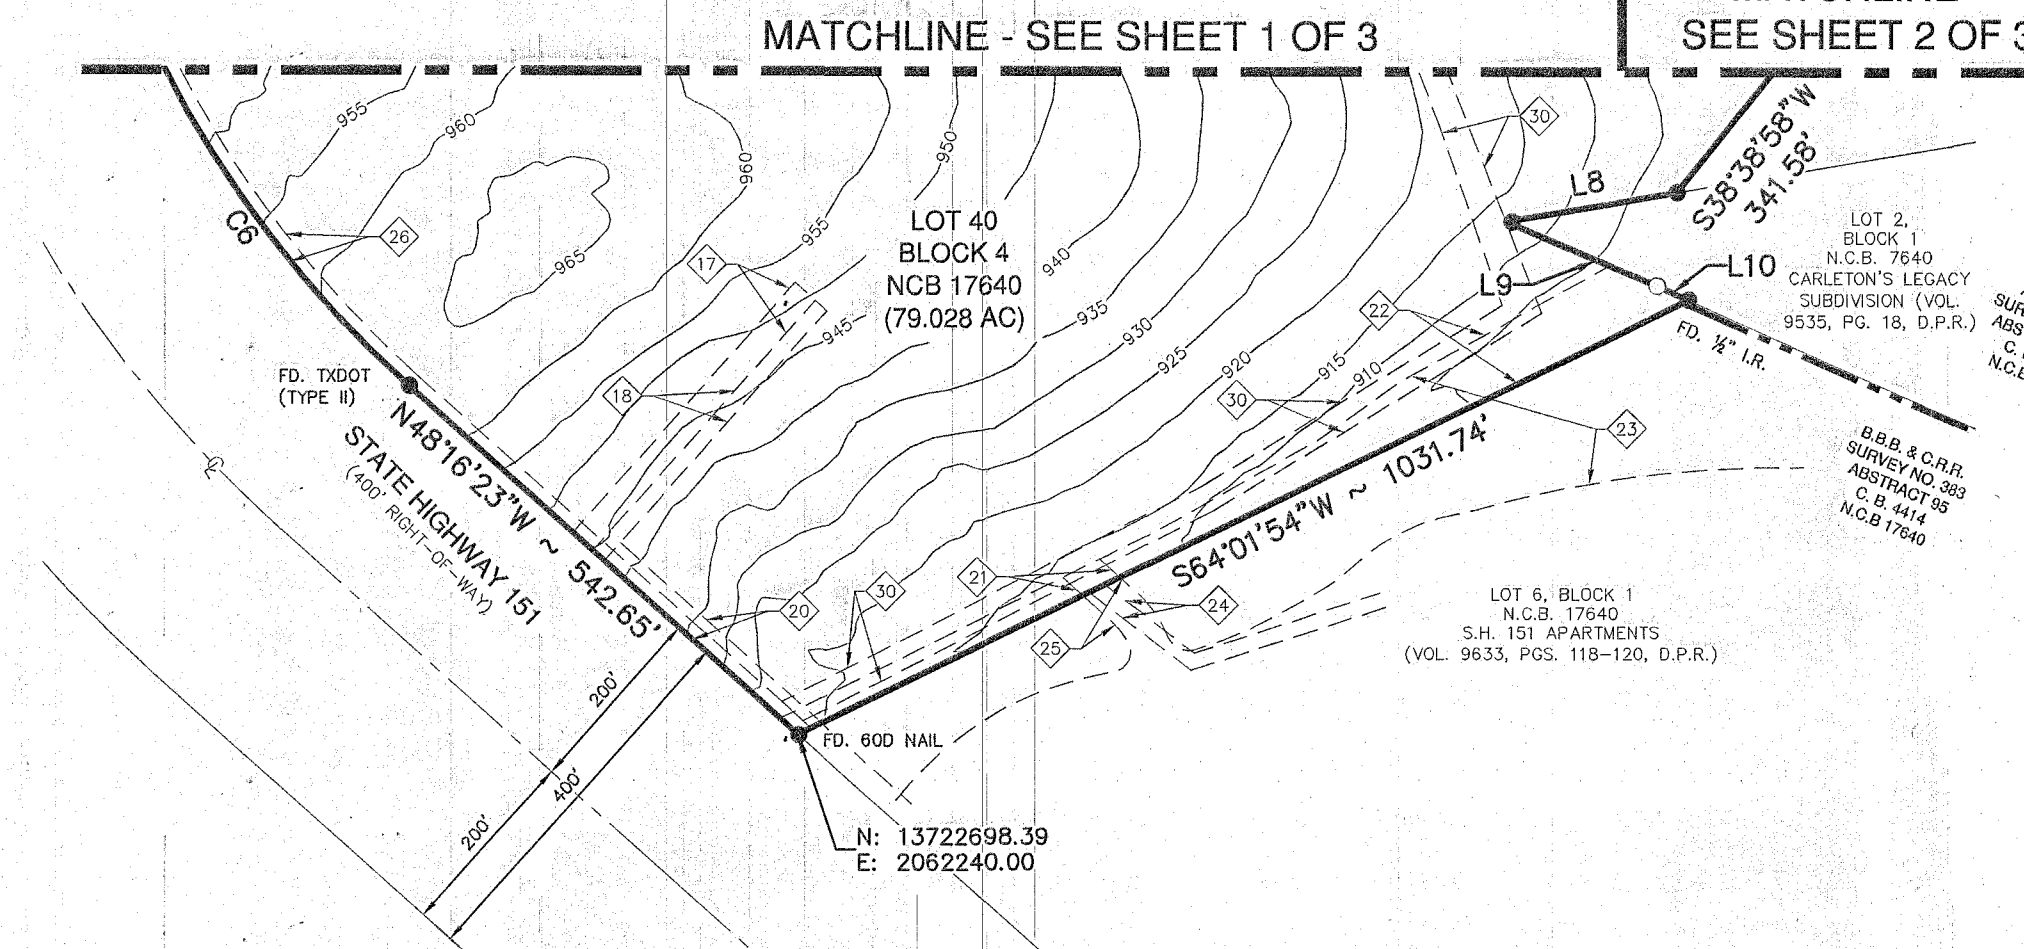 MATCHLINE - SEE SHEET 1 OF 3
SEE SHEET 2 OF 3
955
960
960
950
30
S38°38'58"W
341.58'
L8
C6
26
965
17
955
LOT 40
BLOCK 4
NCB 17640
(79.028 AC)
940
945
935
930
925
920
915
910
22
L9
L10
LOT 2,
BLOCK 1
N.C.B. 7640
CARLETON'S LEGACY
SUBDIVISION (VOL.
9535, PG. 18, D.P.R.)
FD. ½" I.R.
FD. TXDOT
(TYPE II)
18
30
23
N48°16'23"W ~ 542.65'
STATE HIGHWAY 151
(400' RIGHT-OF-WAY)
S64°01'54"W ~ 1031.74'
B.B.B. & C.R.R.
SURVEY NO. 383
ABSTRACT 95
C. B. 4414
N.C.B 17640
20
30
21
24
25
LOT 6, BLOCK 1
N.C.B. 17640
S.H. 151 APARTMENTS
(VOL. 9633, PGS. 118-120, D.P.R.)
200'
400'
200'
FD. 60D NAIL
N: 13722698.39
E: 2062240.00